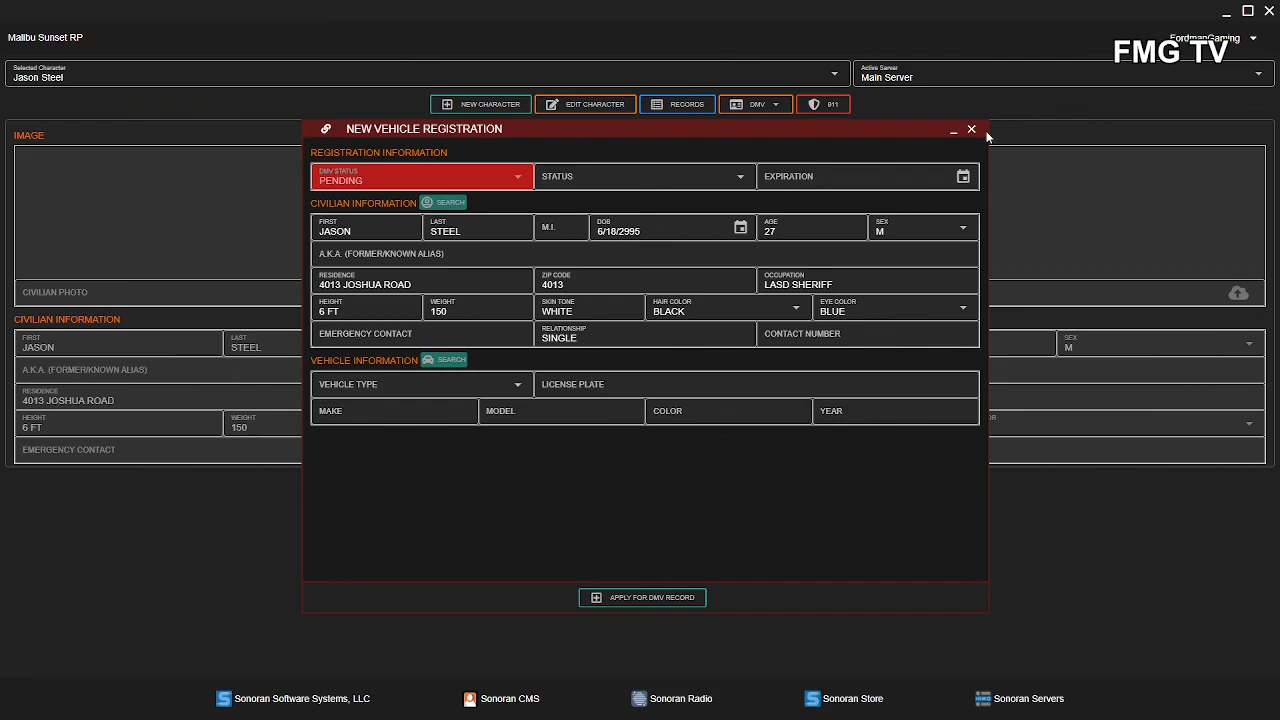 Malibu Sunset RP
FordmanGaming
FMG TV
Selected Character
Jason Steel
Active Server
Main Server
NEW CHARACTER
EDIT CHARACTER
RECORDS
DMV
911
IMAGE
CIVILIAN PHOTO
CIVILIAN INFORMATION
FIRST
JASON
LAST
STEEL
SEX
M
A.K.A. (FORMER/KNOWN ALIAS)
RESIDENCE
4013 JOSHUA ROAD
HEIGHT
6 FT
WEIGHT
150
OR
EMERGENCY CONTACT
NEW VEHICLE REGISTRATION
REGISTRATION INFORMATION
DMV STATUS
PENDING
STATUS
EXPIRATION
CIVILIAN INFORMATION
SEARCH
FIRST
JASON
LAST
STEEL
M.I.
DOB
6/18/2995
AGE
27
SEX
M
A.K.A. (FORMER/KNOWN ALIAS)
RESIDENCE
4013 JOSHUA ROAD
ZIP CODE
4013
OCCUPATION
LASD SHERIFF
HEIGHT
6 FT
WEIGHT
150
SKIN TONE
WHITE
HAIR COLOR
BLACK
EYE COLOR
BLUE
EMERGENCY CONTACT
RELATIONSHIP
SINGLE
CONTACT NUMBER
VEHICLE INFORMATION
SEARCH
VEHICLE TYPE
LICENSE PLATE
MAKE
MODEL
COLOR
YEAR
APPLY FOR DMV RECORD
Sonoran Software Systems, LLC
Sonoran CMS
Sonoran Radio
Sonoran Store
Sonoran Servers